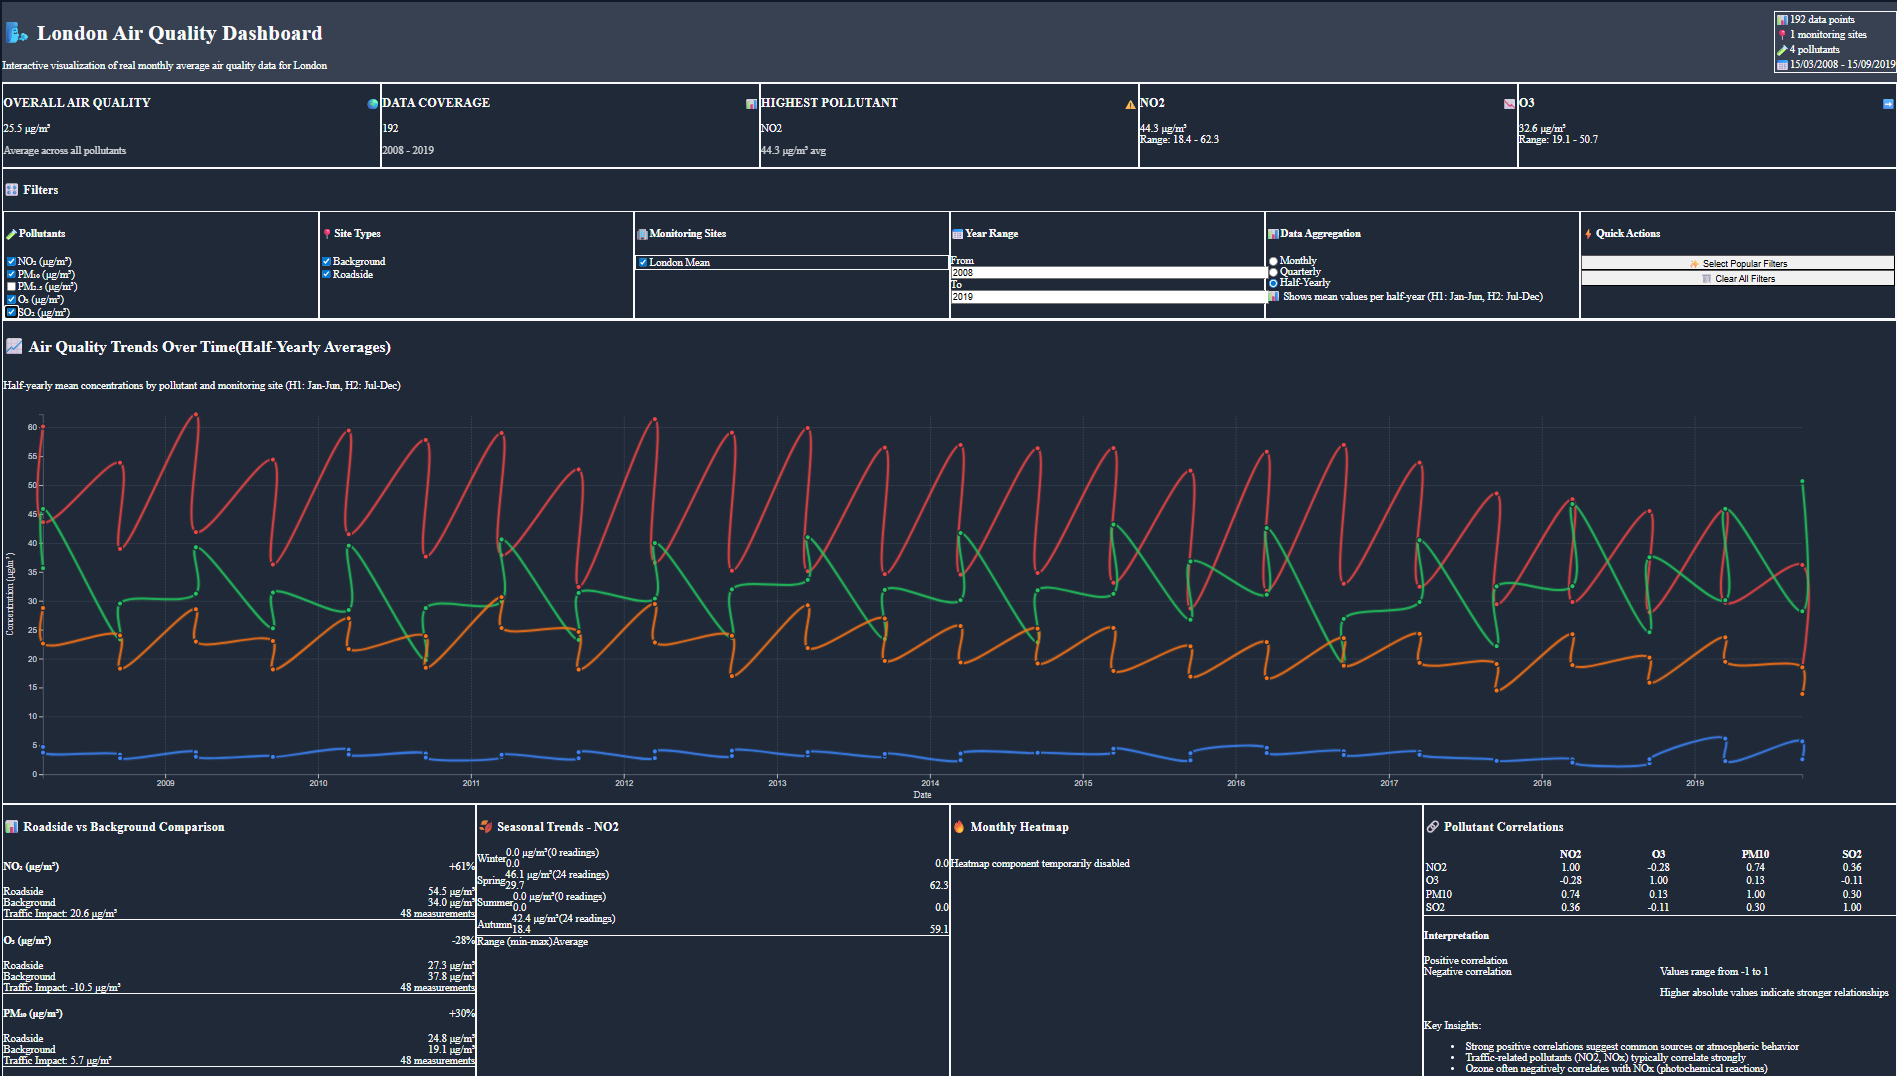 London Air Quality Dashboard
Interactive visualization of real monthly average air quality data for London
192 data points
1 monitoring sites
4 pollutants
15/03/2008 - 15/09/2019
OVERALL AIR QUALITY
25.5 µg/m³
Average across all pollutants
DATA COVERAGE
192
2008 - 2019
HIGHEST POLLUTANT
NO2
44.3 µg/m³ avg
NO2
44.3 µg/m³
Range: 18.4 - 62.3
O3
32.6 µg/m³
Range: 19.1 - 50.7
Filters
Pollutants
NO₂ (µg/m³)
PM₁₀ (µg/m³)
PM₂.₅ (µg/m³)
O₃ (µg/m³)
SO₂ (µg/m³)
Site Types
Background
Roadside
Monitoring Sites
London Mean
Year Range
From
2008
To
2019
Data Aggregation
Monthly
Quarterly
Half-Yearly
Shows mean values per half-year (H1: Jan-Jun, H2: Jul-Dec)
Quick Actions
Select Popular Filters
Clear All Filters
Air Quality Trends Over Time(Half-Yearly Averages)
Half-yearly mean concentrations by pollutant and monitoring site (H1: Jan-Jun, H2: Jul-Dec)
Concentration (µg/m³)
60
55
50
45
40
35
30
25
20
15
10
5
0
2009 2010 2011 2012 2013 2014 2015 2016 2017 2018 2019
Date
Roadside vs Background Comparison
NO₂ (µg/m³) +61%
Roadside 54.5 µg/m³
Background 34.0 µg/m³
Traffic Impact: 20.6 µg/m³ 48 measurements
O₃ (µg/m³) -28%
Roadside 27.3 µg/m³
Background 37.8 µg/m³
Traffic Impact: -10.5 µg/m³ 48 measurements
PM₁₀ (µg/m³) +30%
Roadside 24.8 µg/m³
Background 19.1 µg/m³
Traffic Impact: 5.7 µg/m³ 48 measurements
Seasonal Trends - NO2
Winter 0.0 µg/m³(0 readings)
0.0 0.0
Spring 46.1 µg/m³(24 readings)
29.7 62.3
Summer 0.0 µg/m³(0 readings)
0.0 0.0
Autumn 42.4 µg/m³(24 readings)
18.4 59.1
Range (min-max)Average
Monthly Heatmap
Heatmap component temporarily disabled
Pollutant Correlations
NO2 O3 PM10 SO2
NO2 1.00 -0.28 0.74 0.36
O3 -0.28 1.00 0.13 -0.11
PM10 0.74 0.13 1.00 0.30
SO2 0.36 -0.11 0.30 1.00
Interpretation
Positive correlation
Negative correlation
Values range from -1 to 1
Higher absolute values indicate stronger relationships
Key Insights:
• Strong positive correlations suggest common sources or atmospheric behavior
• Traffic-related pollutants (NO2, NOx) typically correlate strongly
• Ozone often negatively correlates with NOx (photochemical reactions)